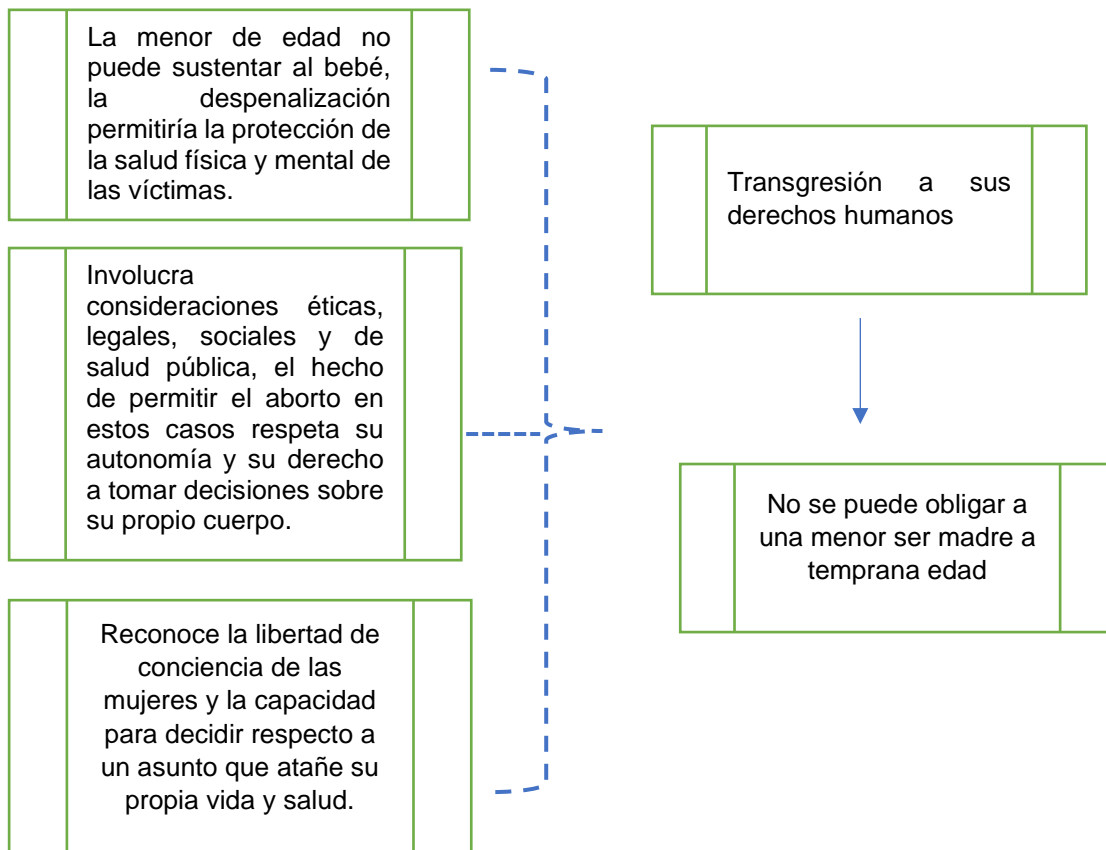 La menor de edad no
puede sustentar al bebé,
la despenalización
permitiría la protección de
la salud física y mental de
las víctimas.
Involucra
consideraciones éticas,
legales, sociales y de
salud pública, el hecho
de permitir el aborto en
estos casos respeta su
autonomía y su derecho
a tomar decisiones sobre
su propio cuerpo.
Reconoce la libertad de
conciencia de las
mujeres y la capacidad
para decidir respecto a
un asunto que atañe su
propia vida y salud.
Transgresión a sus
derechos humanos
No se puede obligar a
una menor ser madre a
temprana edad